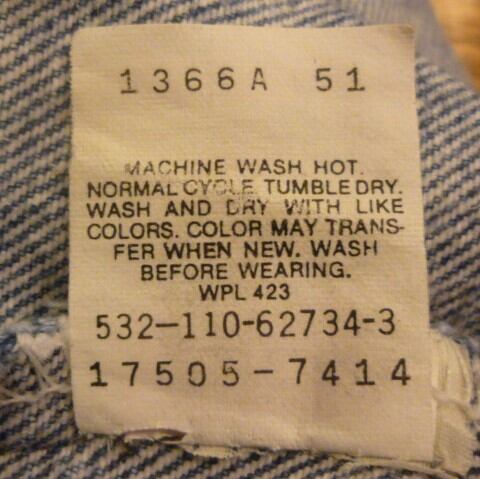 1366A 51
MACHINE WASH HOT.
NORMAL CYCLE. TUMBLE DRY.
WASH AND DRY WITH LIKE
COLORS. COLOR MAY TRANS-
FER WHEN NEW. WASH
BEFORE WEARING.
WPL 423
532-110-62734-3
17505-7414